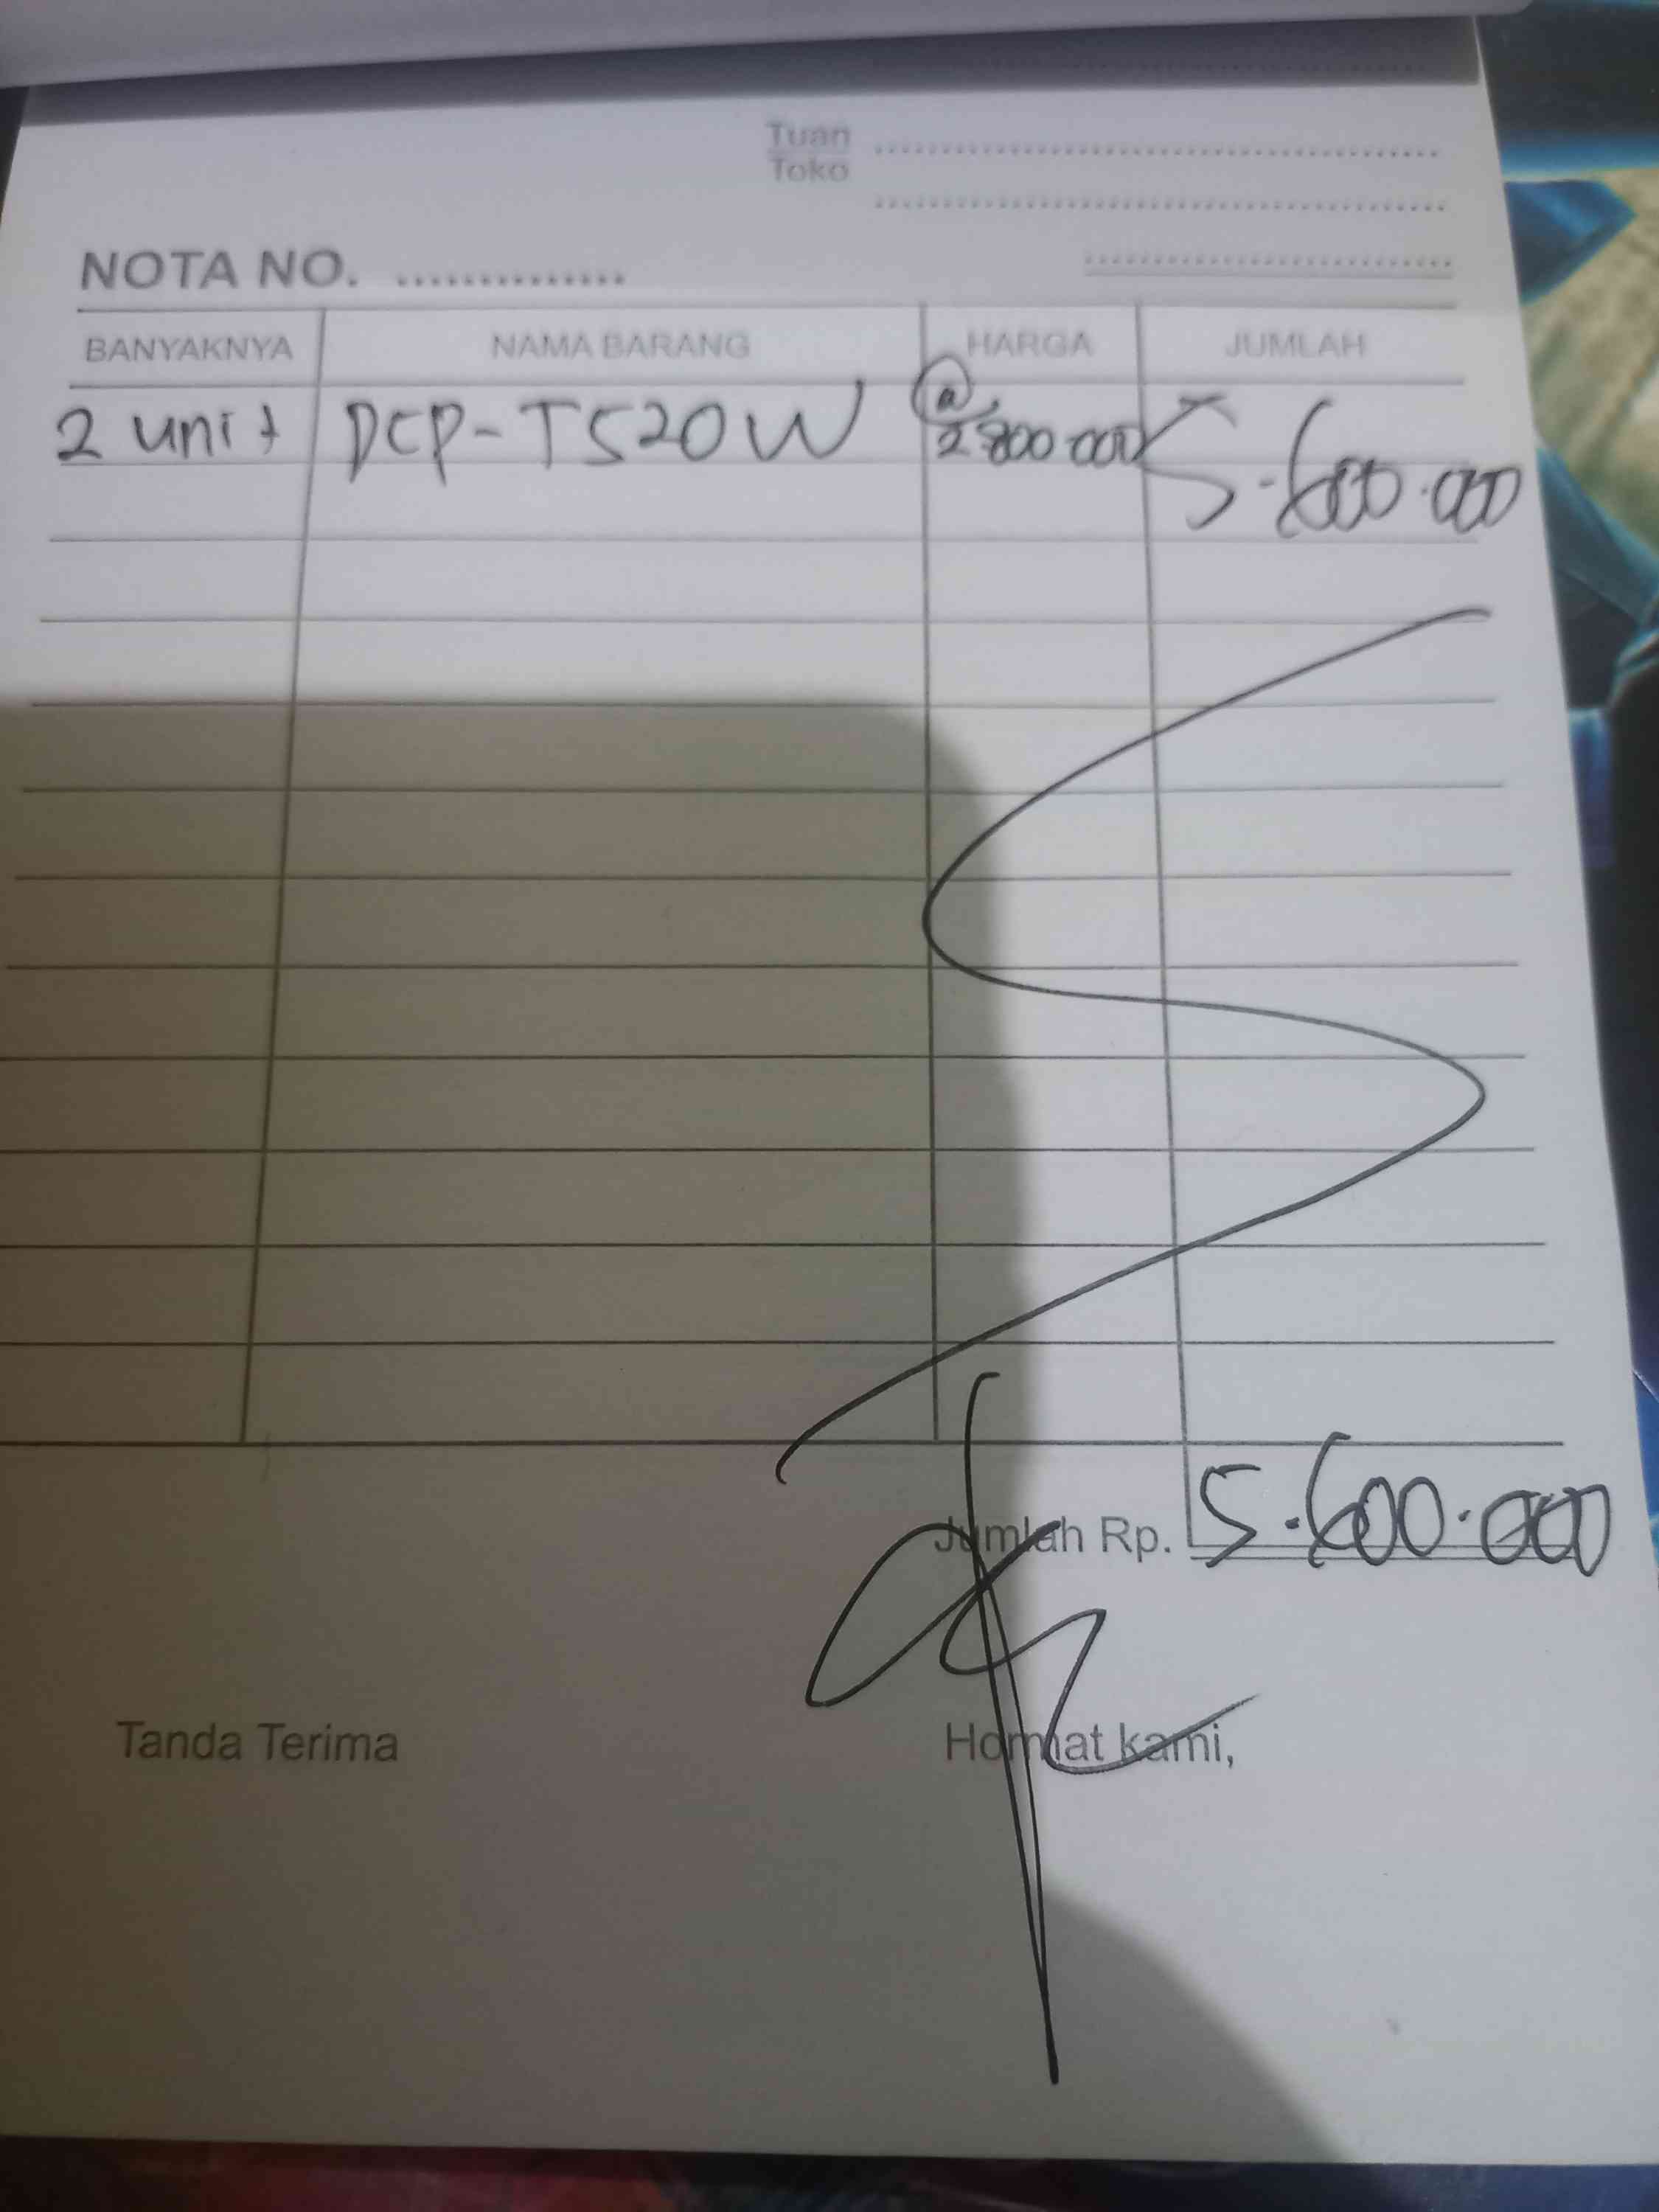 Tuan
Toko
NOTA NO. ..............
BANYAKNYA NAMA BARANG HARGA JUMLAH
2 unit DCP-T520W @ 2.800.000 5.600.000
Jumlah Rp. 5.600.000
Tanda Terima Hormat kami,